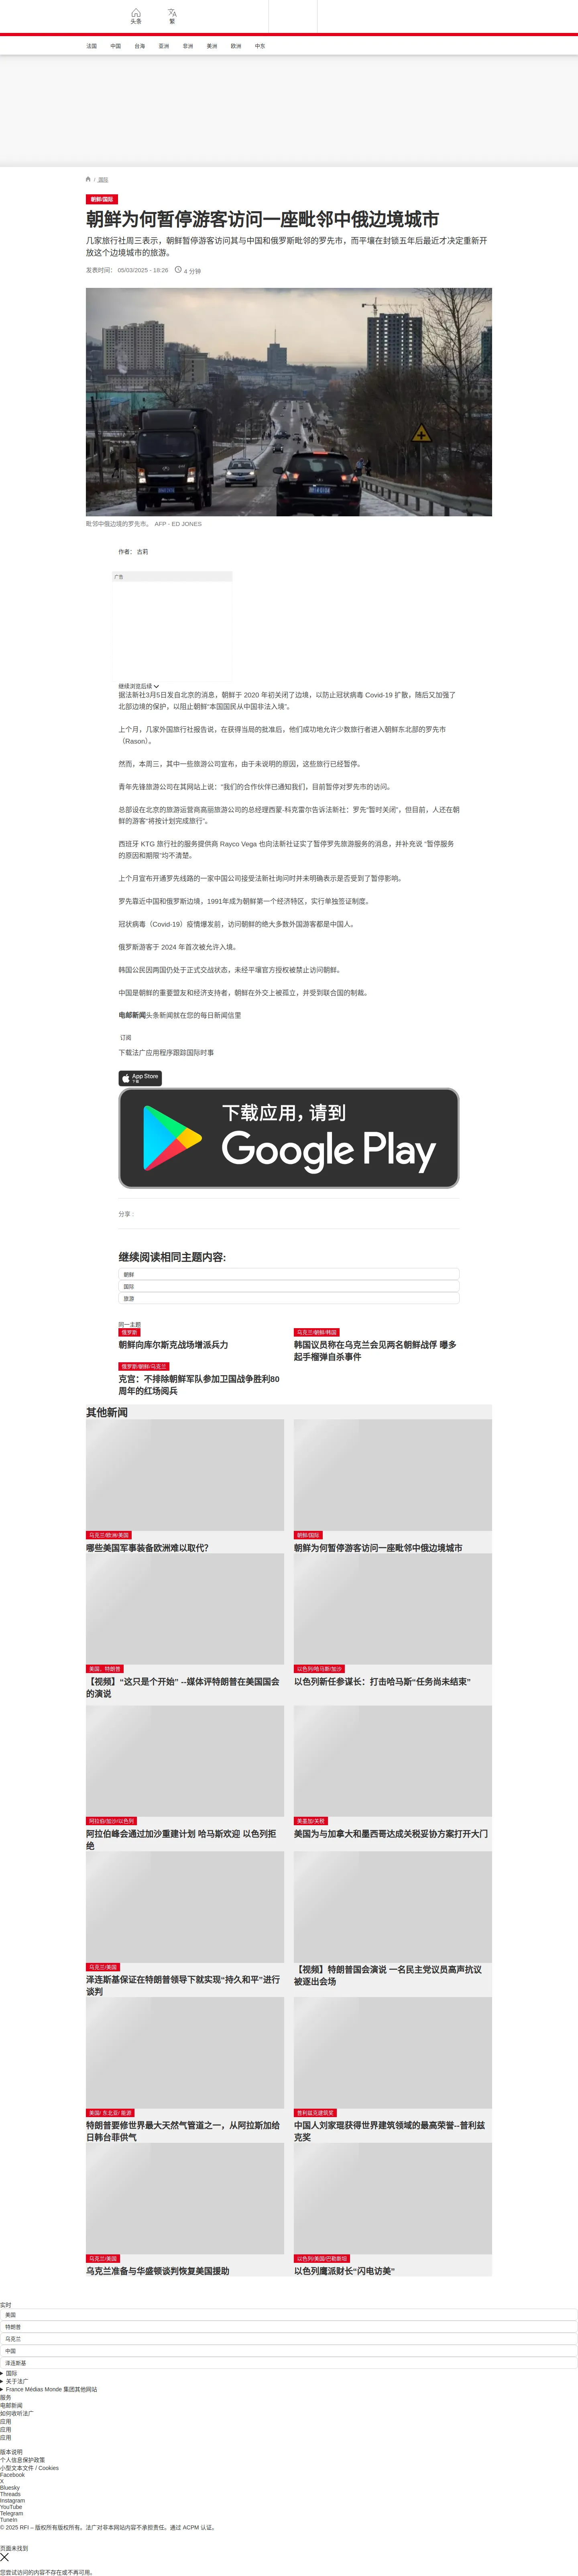 头条
繁
法国
中国
台海
亚洲
非洲
美洲
欧洲
中东
/ 国际
朝鲜/国际
朝鲜为何暂停游客访问一座毗邻中俄边境城市
几家旅行社周三表示，朝鲜暂停游客访问其与中国和俄罗斯毗邻的罗先市，而平壤在封锁五年后最近才决定重新开
放这个边境城市的旅游。
发表时间： 05/03/2025 - 18:26
4 分钟
毗邻中俄边境的罗先市。 AFP - ED JONES
作者： 古莉
广告
继续浏览后续
据法新社3月5日发自北京的消息，朝鲜于 2020 年初关闭了边境，以防止冠状病毒 Covid-19 扩散，随后又加强了
北部边境的保护，以阻止朝鲜“本国国民从中国非法入境”。
上个月，几家外国旅行社报告说，在获得当局的批准后，他们成功地允许少数旅行者进入朝鲜东北部的罗先市
（Rason）。
然而，本周三，其中一些旅游公司宣布，由于未说明的原因，这些旅行已经暂停。
青年先锋旅游公司在其网站上说：“我们的合作伙伴已通知我们，目前暂停对罗先市的访问。
总部设在北京的旅游运营商高丽旅游公司的总经理西蒙-科克雷尔告诉法新社：罗先“暂时关闭”，但目前，人还在朝
鲜的游客“将按计划完成旅行”。
西班牙 KTG 旅行社的服务提供商 Rayco Vega 也向法新社证实了暂停罗先旅游服务的消息，并补充说 “暂停服务
的原因和期限”均不清楚。
上个月宣布开通罗先线路的一家中国公司接受法新社询问时并未明确表示是否受到了暂停影响。
罗先靠近中国和俄罗斯边境，1991年成为朝鲜第一个经济特区，实行单独签证制度。
冠状病毒（Covid-19）疫情爆发前，访问朝鲜的绝大多数外国游客都是中国人。
俄罗斯游客于 2024 年首次被允许入境。
韩国公民因两国仍处于正式交战状态，未经平壤官方授权被禁止访问朝鲜。
中国是朝鲜的重要盟友和经济支持者，朝鲜在外交上被孤立，并受到联合国的制裁。
电邮新闻头条新闻就在您的每日新闻信里
订阅
下载法广应用程序跟踪国际时事
App Store
下载
下载应用，请到
Google Play
分享 :
继续阅读相同主题内容:
朝鲜
国际
旅游
同一主题
俄罗斯
朝鲜向库尔斯克战场增派兵力
乌克兰/朝鲜/韩国
韩国议员称在乌克兰会见两名朝鲜战俘 曝多
起手榴弹自杀事件
俄罗斯/朝鲜/乌克兰
克宫：不排除朝鲜军队参加卫国战争胜利80
周年的红场阅兵
其他新闻
乌克兰/欧洲/美国
哪些美国军事装备欧洲难以取代?
朝鲜/国际
朝鲜为何暂停游客访问一座毗邻中俄边境城市
美国、特朗普
【视频】“这只是个开始” --媒体评特朗普在美国国会
的演说
以色列/哈马斯/加沙
以色列新任参谋长：打击哈马斯“任务尚未结束”
阿拉伯/加沙/以色列
阿拉伯峰会通过加沙重建计划 哈马斯欢迎 以色列拒
绝
美墨加/关税
美国为与加拿大和墨西哥达成关税妥协方案打开大门
乌克兰/美国
泽连斯基保证在特朗普领导下就实现“持久和平”进行
谈判
【视频】特朗普国会演说 一名民主党议员高声抗议
被逐出会场
美国/ 东北亚/ 能源
特朗普要修世界最大天然气管道之一，从阿拉斯加给
日韩台菲供气
普利兹克建筑奖
中国人刘家琨获得世界建筑领域的最高荣誉--普利兹
克奖
乌克兰/美国
乌克兰准备与华盛顿谈判恢复美国援助
以色列/美国/巴勒斯坦
以色列鹰派财长“闪电访美”
实时
美国
特朗普
乌克兰
中国
泽连斯基
国际
关于法广
France Médias Monde 集团其他网站
服务
电邮新闻
如何收听法广
应用
应用
应用
版本说明
个人信息保护政策
小型文本文件 / Cookies
Facebook
X
Bluesky
Threads
Instagram
YouTube
Telegram
TuneIn
© 2025 RFI – 版权所有版权所有。法广对非本网站内容不承担责任。通过 ACPM 认证。
页面未找到
您尝试访问的内容不存在或不再可用。